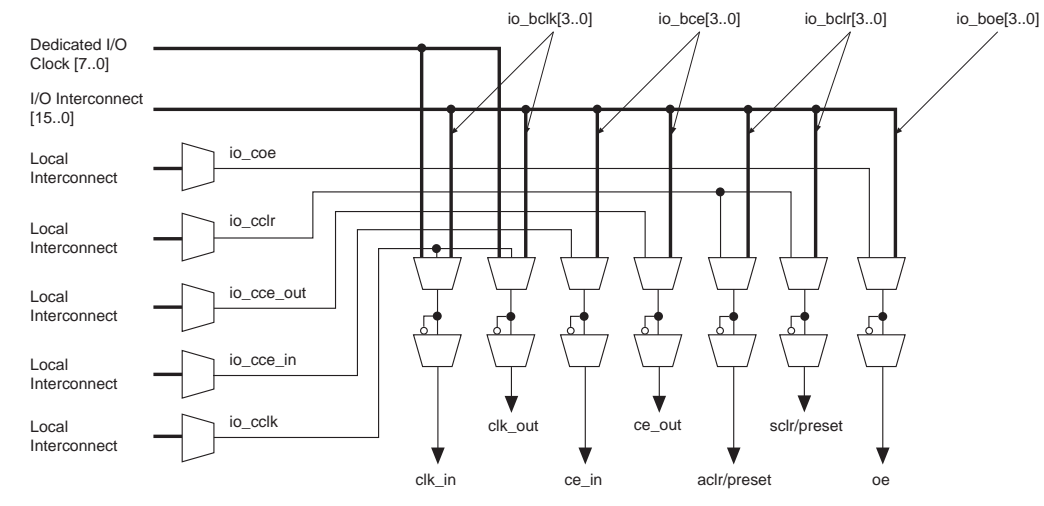 io_bclk[3..0] io_bce[3..0] io_bclr[3..0] io_boe[3..0]
Dedicated I/O
Clock [7..0]
I/O Interconnect
[15..0]
Local
Interconnect
io_coe
Local
Interconnect
io_cclr
Local
Interconnect
io_cce_out
Local
Interconnect
io_cce_in
Local
Interconnect
io_cclk
clk_out ce_out sclr/preset
clk_in ce_in aclr/preset oe